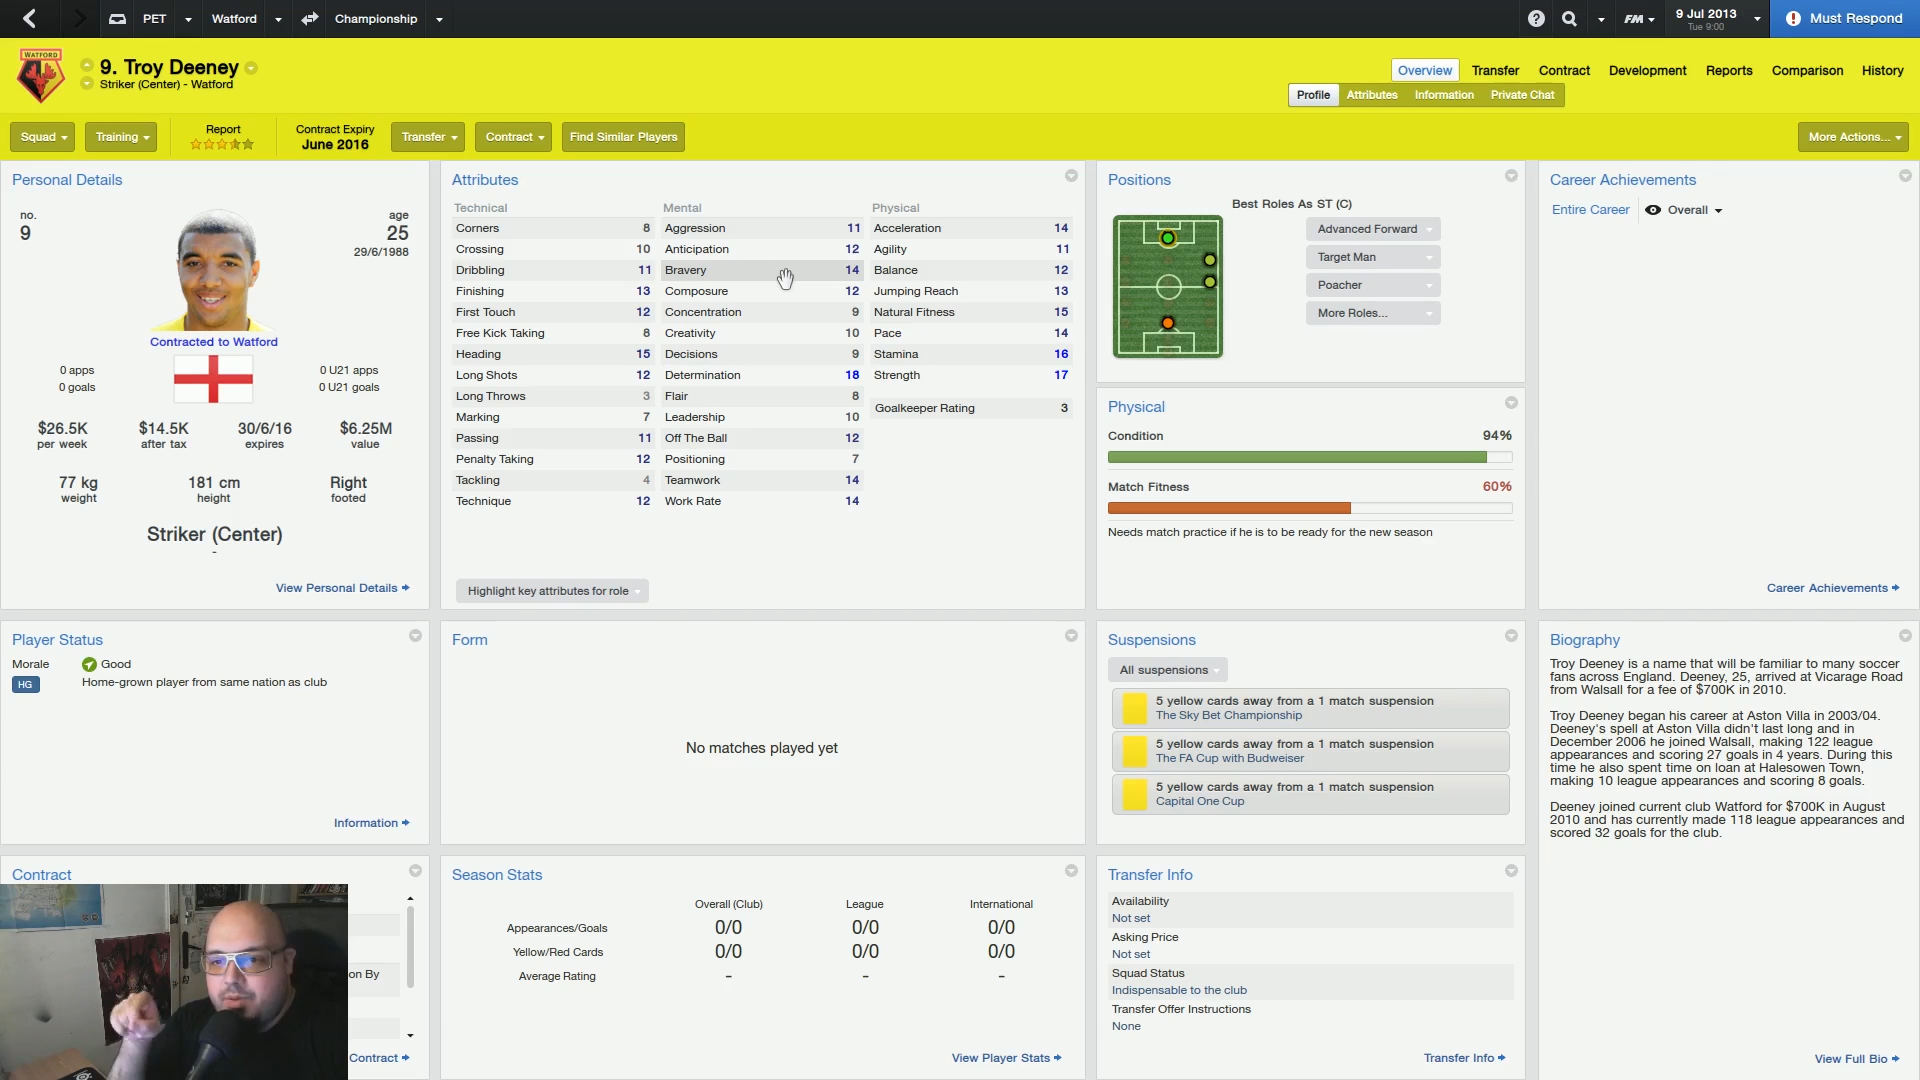 PET
Watford
Championship
?
FM
9 Jul 2013
Tue 9:00
Must Respond
WATFORD
9. Troy Deeney
Striker (Center) - Watford
Overview
Transfer
Contract
Development
Reports
Comparison
History
Profile
Attributes
Information
Private Chat
Squad
Training
Report
Contract Expiry
June 2016
Transfer
Contract
Find Similar Players
More Actions...
Personal Details
no.
9
age
25
29/6/1988
Contracted to Watford
0 apps
0 goals
0 U21 apps
0 U21 goals
$26.5K
per week
$14.5K
after tax
30/6/16
expires
$6.25M
value
77 kg
weight
181 cm
height
Right
footed
Striker (Center)
-
View Personal Details
Attributes
Technical
Corners 8
Crossing 10
Dribbling 11
Finishing 13
First Touch 12
Free Kick Taking 8
Heading 15
Long Shots 12
Long Throws 3
Marking 7
Passing 11
Penalty Taking 12
Tackling 4
Technique 12
Mental
Aggression 11
Anticipation 12
Bravery 14
Composure 12
Concentration 9
Creativity 10
Decisions 9
Determination 18
Flair 8
Leadership 10
Off The Ball 12
Positioning 7
Teamwork 14
Work Rate 14
Physical
Acceleration 14
Agility 11
Balance 12
Jumping Reach 13
Natural Fitness 15
Pace 14
Stamina 16
Strength 17
Goalkeeper Rating 3
Highlight key attributes for role
Positions
Best Roles As ST (C)
Advanced Forward
Target Man
Poacher
More Roles...
Physical
Condition 94%
Match Fitness 60%
Needs match practice if he is to be ready for the new season
Career Achievements
Entire Career
Overall
Career Achievements
Player Status
Morale Good
HG Home-grown player from same nation as club
Information
Form
No matches played yet
Suspensions
All suspensions
5 yellow cards away from a 1 match suspension
The Sky Bet Championship
5 yellow cards away from a 1 match suspension
The FA Cup with Budweiser
5 yellow cards away from a 1 match suspension
Capital One Cup
Biography
Troy Deeney is a name that will be familiar to many soccer
fans across England. Deeney, 25, arrived at Vicarage Road
from Walsall for a fee of $700K in 2010.
Troy Deeney began his career at Aston Villa in 2003/04.
Deeney's spell at Aston Villa didn't last long and in
December 2006 he joined Walsall, making 122 league
appearances and scoring 27 goals in 4 years. During this
time he also spent time on loan at Halesowen Town,
making 10 league appearances and scoring 8 goals.
Deeney joined current club Watford for $700K in August
2010 and has currently made 118 league appearances and
scored 32 goals for the club.
View Full Bio
Contract
on By
Contract
Season Stats
Overall (Club) League International
Appearances/Goals 0/0 0/0 0/0
Yellow/Red Cards 0/0 0/0 0/0
Average Rating - - -
View Player Stats
Transfer Info
Availability
Not set
Asking Price
Not set
Squad Status
Indispensable to the club
Transfer Offer Instructions
None
Transfer Info